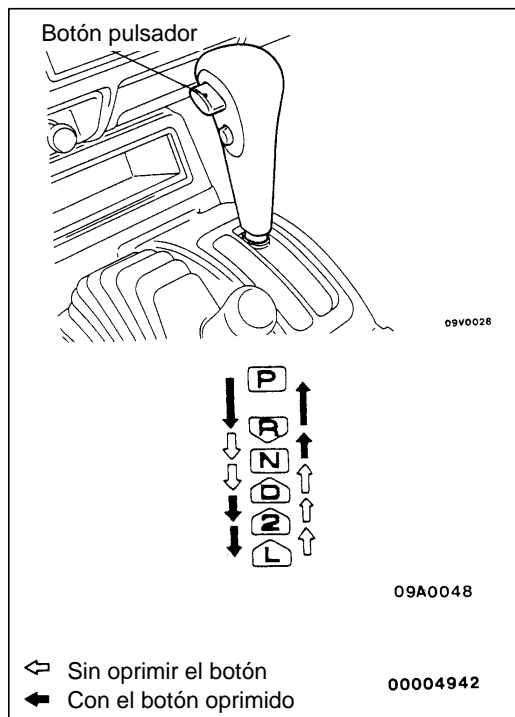 Botón pulsador
09V0028
P
R
N
D
2
L
09A0048
Sin oprimir el botón
Con el botón oprimido
00004942